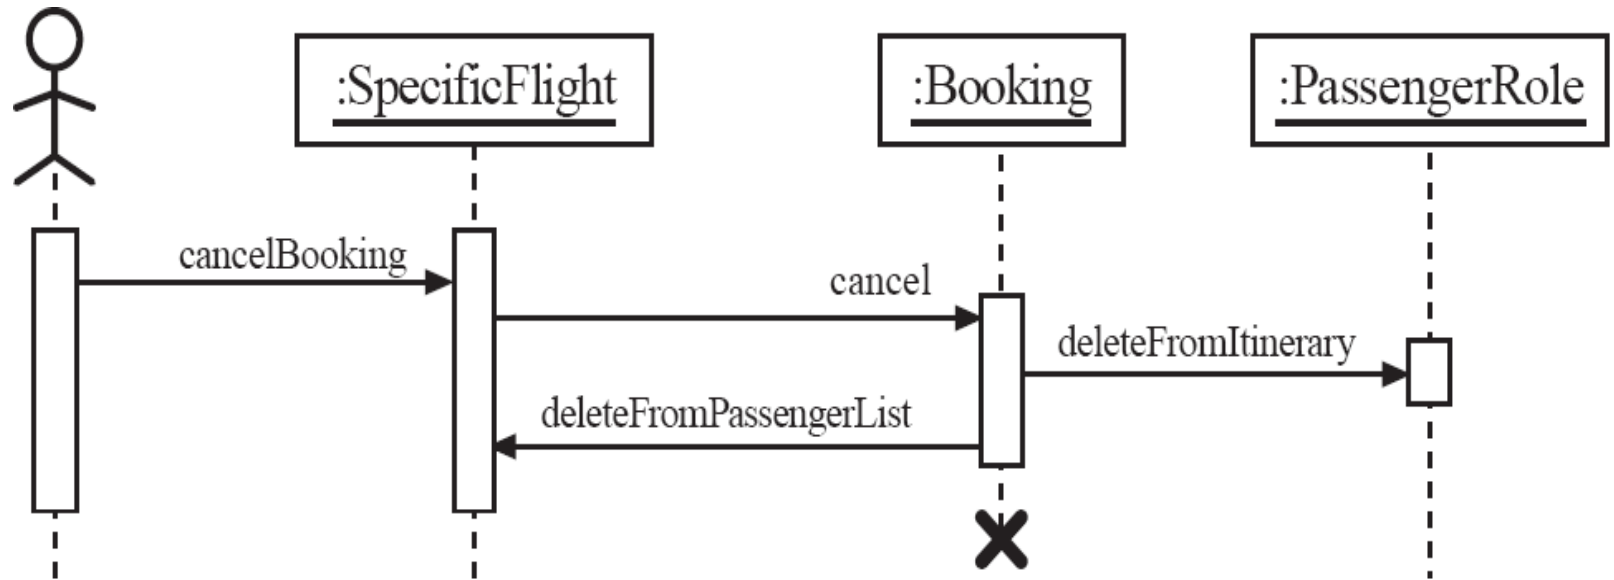 :SpecificFlight
:Booking
:PassengerRole
cancelBooking
cancel
deleteFromItinerary
deleteFromPassengerList